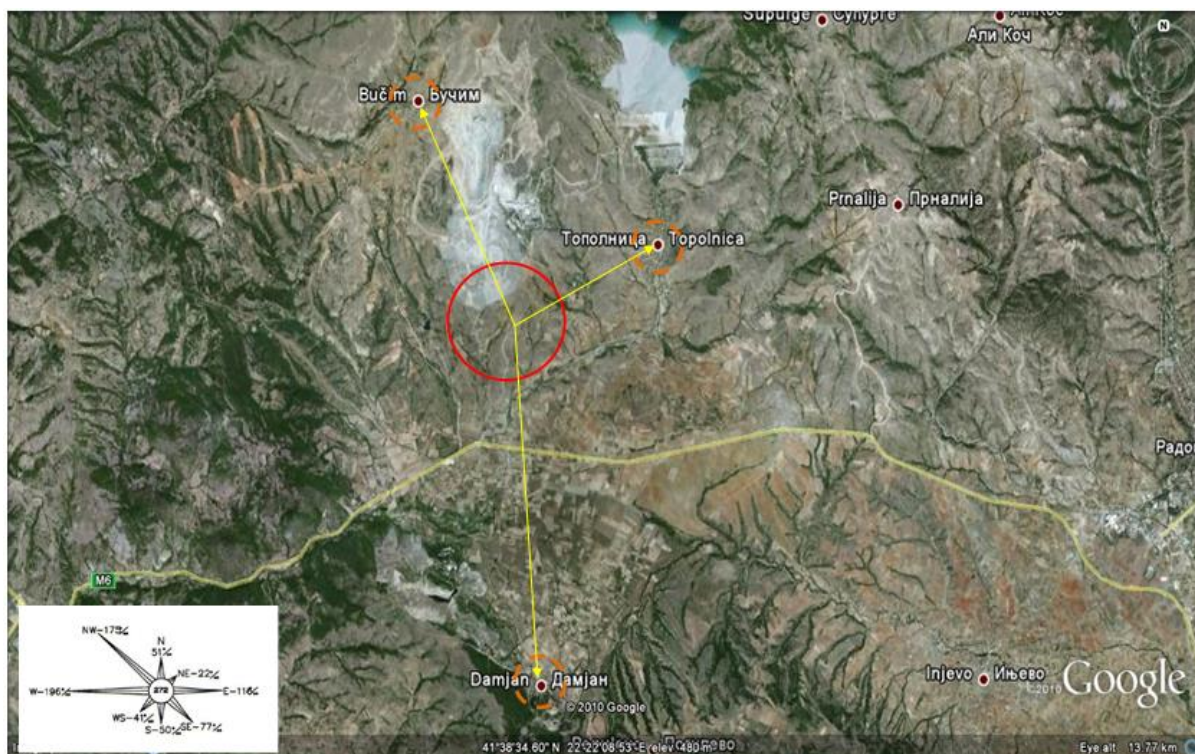 Supurge Супурге
Али Коч
N
Bučim Бучим
Prnalija Прналија
Тополница Topolnica
Радов
M6
NW-175‰
N
51‰
NE-22‰
W-196‰
272
E-116‰
WS-41‰
S-50‰
SE-77‰
Damjan Дамјан
Injevo Ињево
©2010 Google
© 2010 Google
41°38'34.60" N 22°22'08.53" E elev 480 m
Eye alt 13.77 km